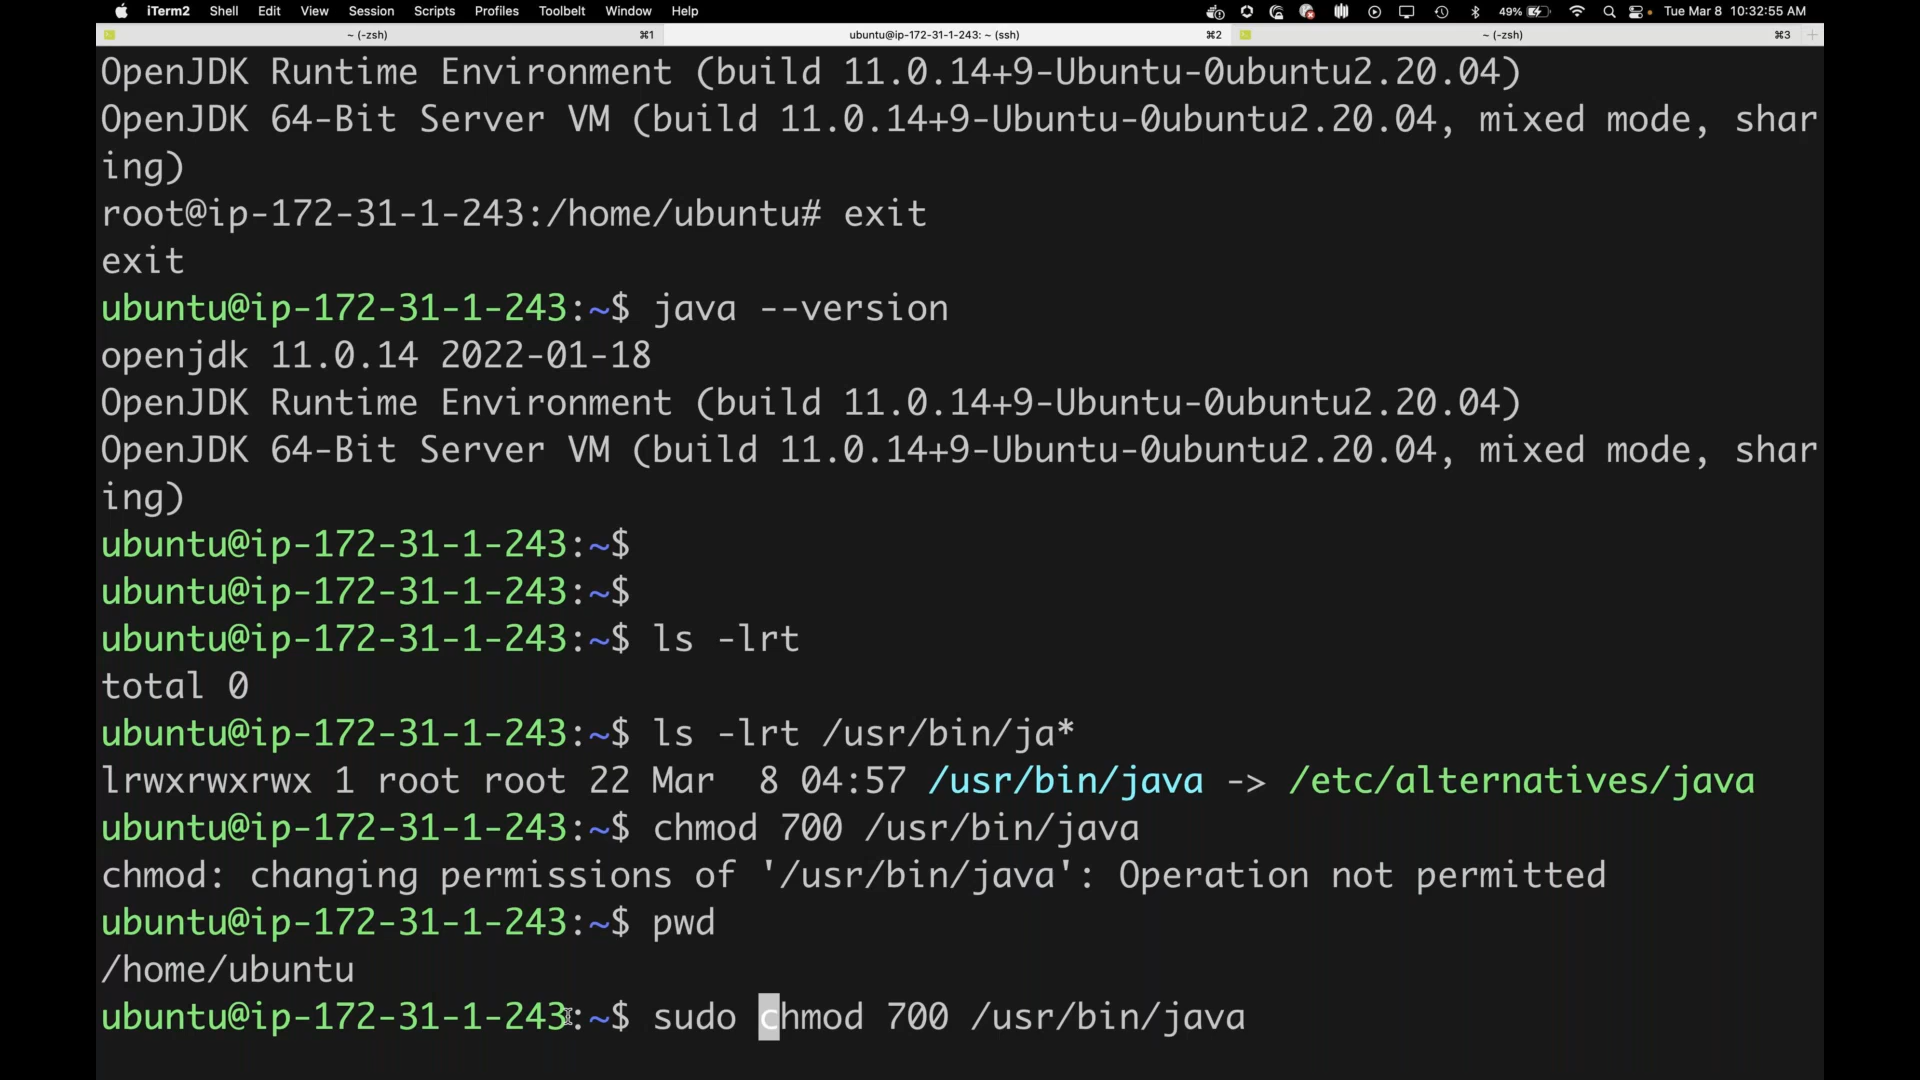 iTerm2 Shell Edit View Session Scripts Profiles Toolbelt Window Help 49% Tue Mar 8 10:32:55 AM
~ (-zsh) ⌘1 ubuntu@ip-172-31-1-243: ~ (ssh) ⌘2 ~ (-zsh) ⌘3
OpenJDK Runtime Environment (build 11.0.14+9-Ubuntu-0ubuntu2.20.04)
OpenJDK 64-Bit Server VM (build 11.0.14+9-Ubuntu-0ubuntu2.20.04, mixed mode, shar
ing)
root@ip-172-31-1-243:/home/ubuntu# exit
exit
ubuntu@ip-172-31-1-243:~$ java --version
openjdk 11.0.14 2022-01-18
OpenJDK Runtime Environment (build 11.0.14+9-Ubuntu-0ubuntu2.20.04)
OpenJDK 64-Bit Server VM (build 11.0.14+9-Ubuntu-0ubuntu2.20.04, mixed mode, shar
ing)
ubuntu@ip-172-31-1-243:~$
ubuntu@ip-172-31-1-243:~$
ubuntu@ip-172-31-1-243:~$ ls -lrt
total 0
ubuntu@ip-172-31-1-243:~$ ls -lrt /usr/bin/ja*
lrwxrwxrwx 1 root root 22 Mar  8 04:57 /usr/bin/java -> /etc/alternatives/java
ubuntu@ip-172-31-1-243:~$ chmod 700 /usr/bin/java
chmod: changing permissions of '/usr/bin/java': Operation not permitted
ubuntu@ip-172-31-1-243:~$ pwd
/home/ubuntu
ubuntu@ip-172-31-1-243:~$ sudo chmod 700 /usr/bin/java